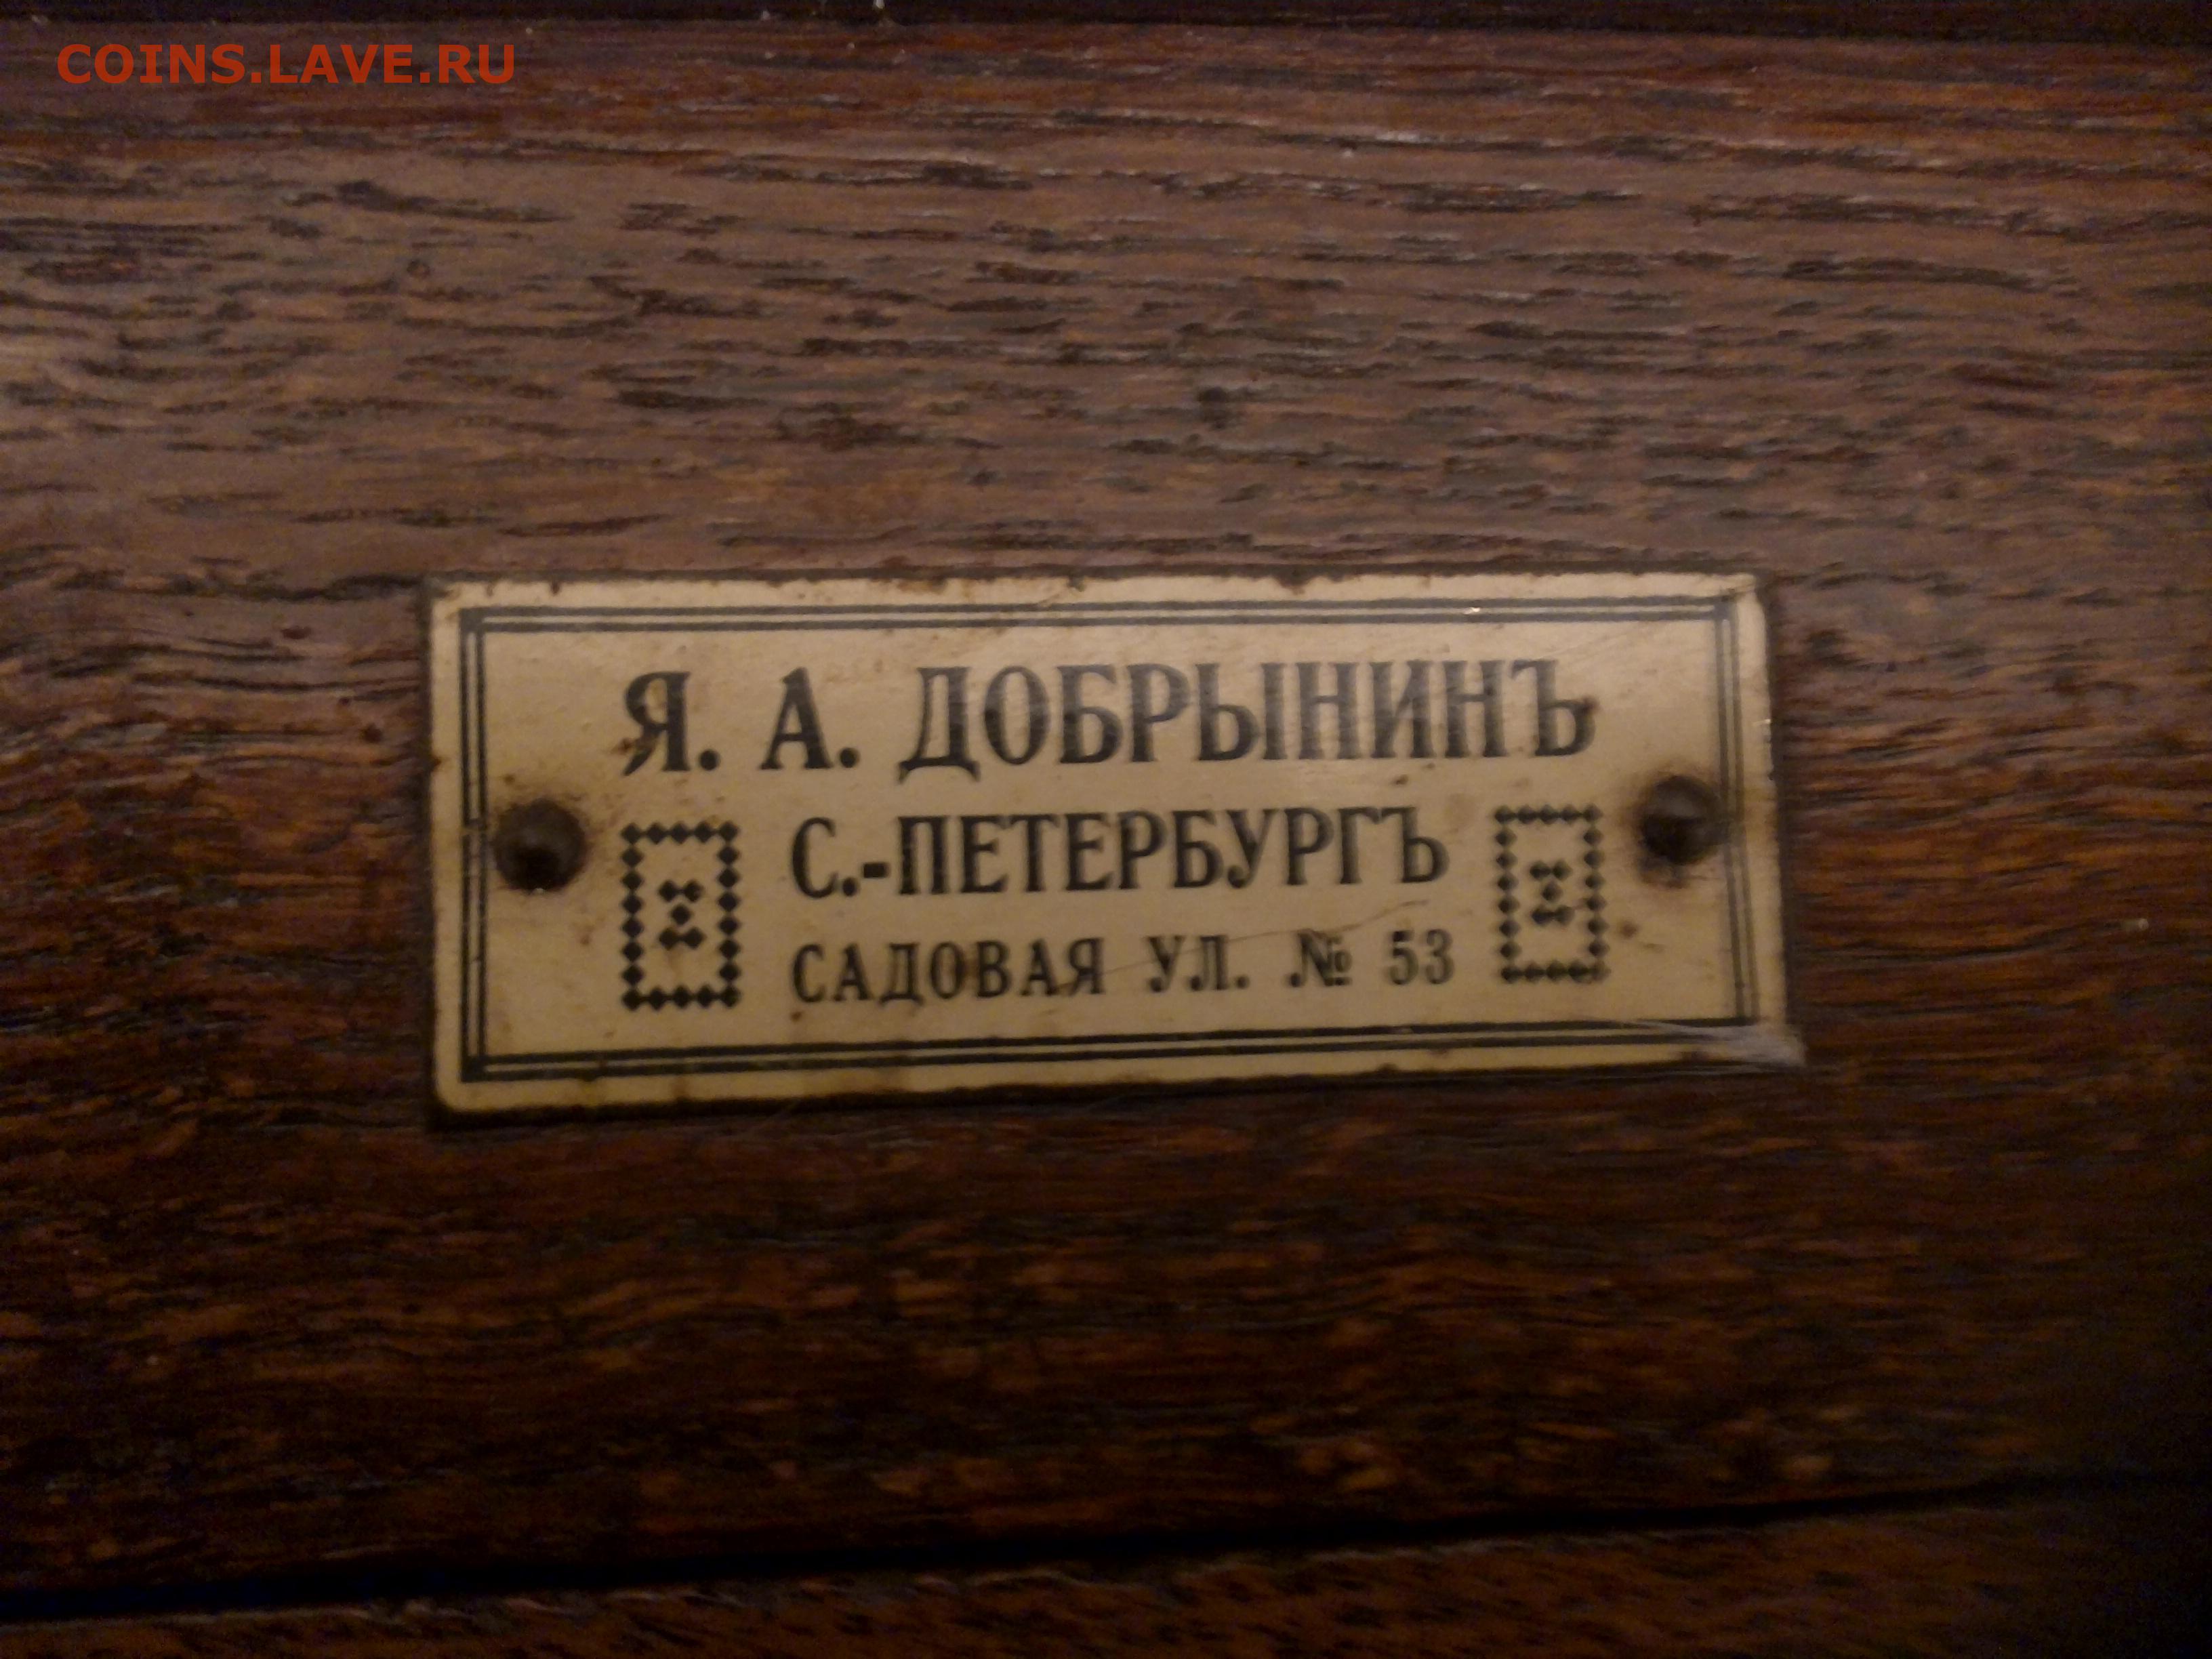 COINS.LAVE.RU
Я. А. ДОБРЫНИНЪ
С.-ПЕТЕРБУРГЪ
САДОВАЯ УЛ. № 53